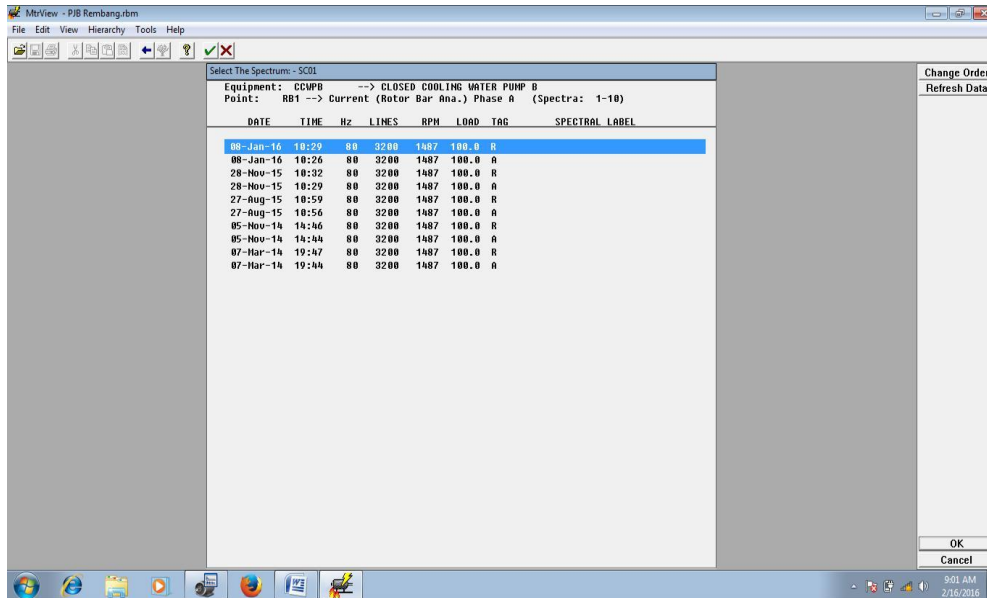 MtrView - PJB Rembang.rbm
File Edit View Hierarchy Tools Help
Select The Spectrum: - SC01
Equipment: CCWPB --> CLOSED COOLING WATER PUMP B
Point: RB1 --> Current (Rotor Bar Ana.) Phase A (Spectra: 1-10)
DATE TIME Hz LINES RPM LOAD TAG SPECTRAL LABEL
08-Jan-16 10:29 80 3200 1487 100.0 R
08-Jan-16 10:26 80 3200 1487 100.0 A
28-Nov-15 10:32 80 3200 1487 100.0 R
28-Nov-15 10:29 80 3200 1487 100.0 A
27-Aug-15 10:59 80 3200 1487 100.0 R
27-Aug-15 10:56 80 3200 1487 100.0 A
05-Nov-14 14:46 80 3200 1487 100.0 R
05-Nov-14 14:44 80 3200 1487 100.0 A
07-Mar-14 19:47 80 3200 1487 100.0 R
07-Mar-14 19:44 80 3200 1487 100.0 A
Change Order
Refresh Data
OK
Cancel
9:01 AM
2/16/2016